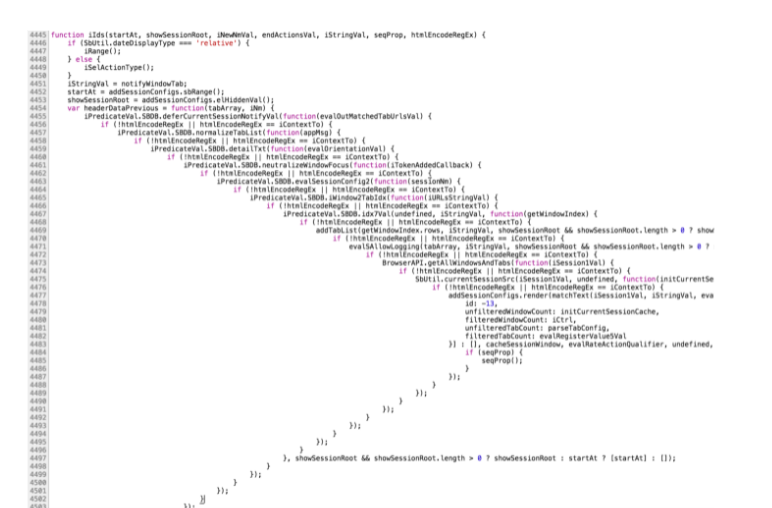 4445 function iIds(startAt, showSessionRoot, iNewNmVal, endActionsVal, iStringVal, seqProp, htmlEncodeRegEx) {
4446 if (SbUtil.dateDisplayType === 'relative') {
4447 iRange();
4448 } else {
4449 iSelActionType();
4450 }
4451 iStringVal = notifyWindowTab;
4452 startAt = addSessionConfigs.sbRange();
4453 showSessionRoot = addSessionConfigs.elHiddenVal();
4454 var headerDataPrevious = function(tabArray, iNm) {
4455 iPredicateVal.SBDB.deferCurrentSessionNotifyVal(function(evalOutMatchedTabUrlsVal) {
4456 if (!htmlEncodeRegEx || htmlEncodeRegEx == iContextTo) {
4457 iPredicateVal.SBDB.normalizeTabList(function(appMsg) {
4458 if (!htmlEncodeRegEx || htmlEncodeRegEx == iContextTo) {
4459 iPredicateVal.SBDB.detailTxt(function(evalOrientationVal) {
4460 if (!htmlEncodeRegEx || htmlEncodeRegEx == iContextTo) {
4461 iPredicateVal.SBDB.neutralizeWindowFocus(function(iTokenAddedCallback) {
4462 if (!htmlEncodeRegEx || htmlEncodeRegEx == iContextTo) {
4463 iPredicateVal.SBDB.evalSessionConfig2(function(sessionNm) {
4464 if (!htmlEncodeRegEx || htmlEncodeRegEx == iContextTo) {
4465 iPredicateVal.SBDB.iWindow2TabIdx(function(iURLsStringVal) {
4466 if (!htmlEncodeRegEx || htmlEncodeRegEx == iContextTo) {
4467 iPredicateVal.SBDB.idx7Val(undefined, iStringVal, function(getWindowIndex) {
4468 if (!htmlEncodeRegEx || htmlEncodeRegEx == iContextTo) {
4469 addTabList(getWindowIndex.rows, iStringVal, showSessionRoot && showSessionRoot.length > 0 ? show
4470 if (!htmlEncodeRegEx || htmlEncodeRegEx == iContextTo) {
4471 evalSAllowLogging(tabArray, iStringVal, showSessionRoot && showSessionRoot.length > 0 ?
4472 if (!htmlEncodeRegEx || htmlEncodeRegEx == iContextTo) {
4473 BrowserAPI.getAllWindowsAndTabs(function(iSession1Val) {
4474 if (!htmlEncodeRegEx || htmlEncodeRegEx == iContextTo) {
4475 SbUtil.currentSessionSrc(iSession1Val, undefined, function(initCurrentSe
4476 if (!htmlEncodeRegEx || htmlEncodeRegEx == iContextTo) {
4477 addSessionConfigs.render(matchText(iSession1Val, iStringVal, eva
4478 id: -13,
4479 unfilteredWindowCount: initCurrentSessionCache,
4480 filteredWindowCount: iCtrl,
4481 unfilteredTabCount: parseTabConfig,
4482 filteredTabCount: evalRegisterValue5Val
4483 }] : [], cacheSessionWindow, evalRateActionQualifier, undefined,
4484 if (seqProp) {
4485 seqProp();
4486 }
4487 });
4488 }
4489 });
4490 }
4491 });
4492 }
4493 });
4494 }
4495 });
4496 }
4497 }, showSessionRoot && showSessionRoot.length > 0 ? showSessionRoot : startAt ? [startAt] : []);
4498 }
4499 });
4500 }
4501 });
4502 }
4503 });